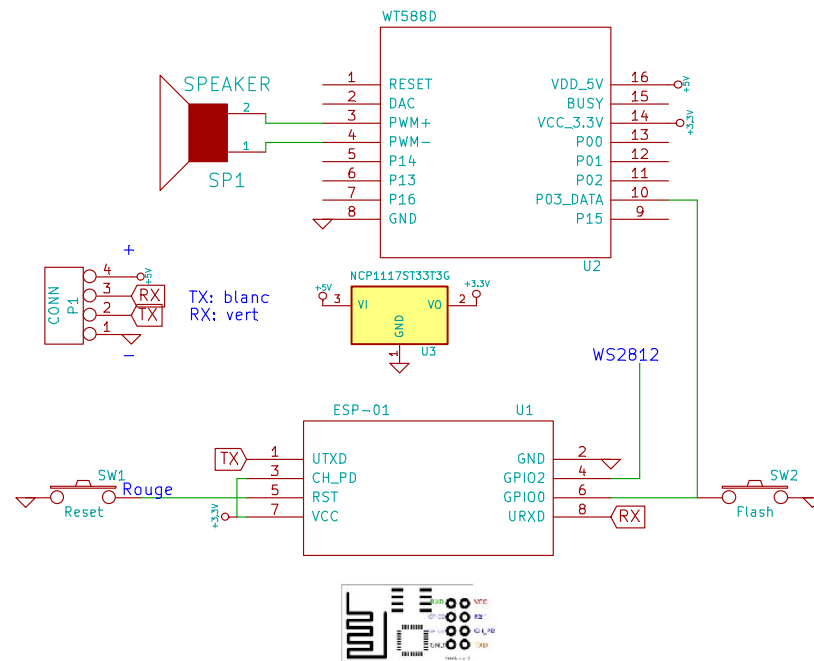 WT588D
SPEAKER
2
1
SP1
1 RESET
2 DAC
3 PWM+
4 PWM-
5 P14
6 P13
7 P16
8 GND
VDD_5V 16 +5V
BUSY 15
VCC_3.3V 14 +3.3V
P00 13
P01 12
P02 11
P03_DATA 10
P15 9
U2
+
CONN
P1
4 +5V
3 RX
2 TX
1
−
TX: blanc
RX: vert
NCP1117ST33T3G
+5V 3 VI
VO 2 +3.3V
GND
1
U3
WS2812
ESP-01
U1
TX 1 UTXD
3 CH_PD
5 RST
+3.3V 7 VCC
GND 2
GPIO2 4
GPIO0 6
URXD 8 RX
SW1
Rouge
Reset
SW2
Flash
VCC
CH_PD
TXD